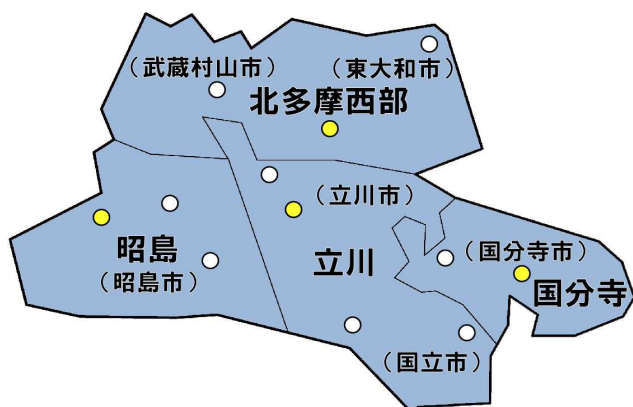 （武蔵村山市）
（東大和市）
北多摩西部
（立川市）
昭島
（昭島市）
立川
（国分寺市）
国分寺
（国立市）